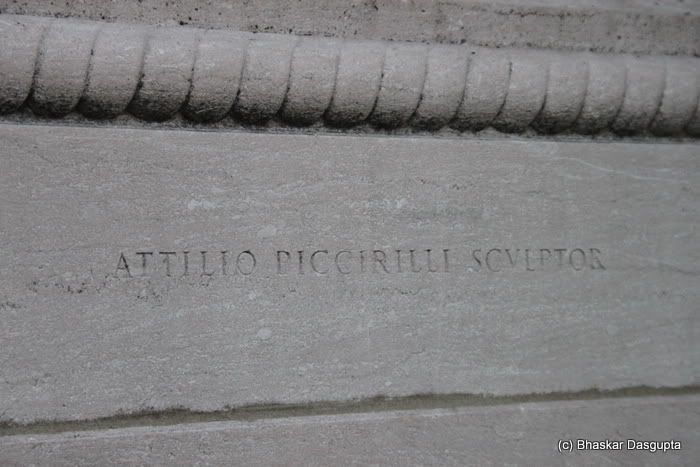 ATTILIO PICCIRILLI SCVLPTOR
(c) Bhaskar Dasgupta